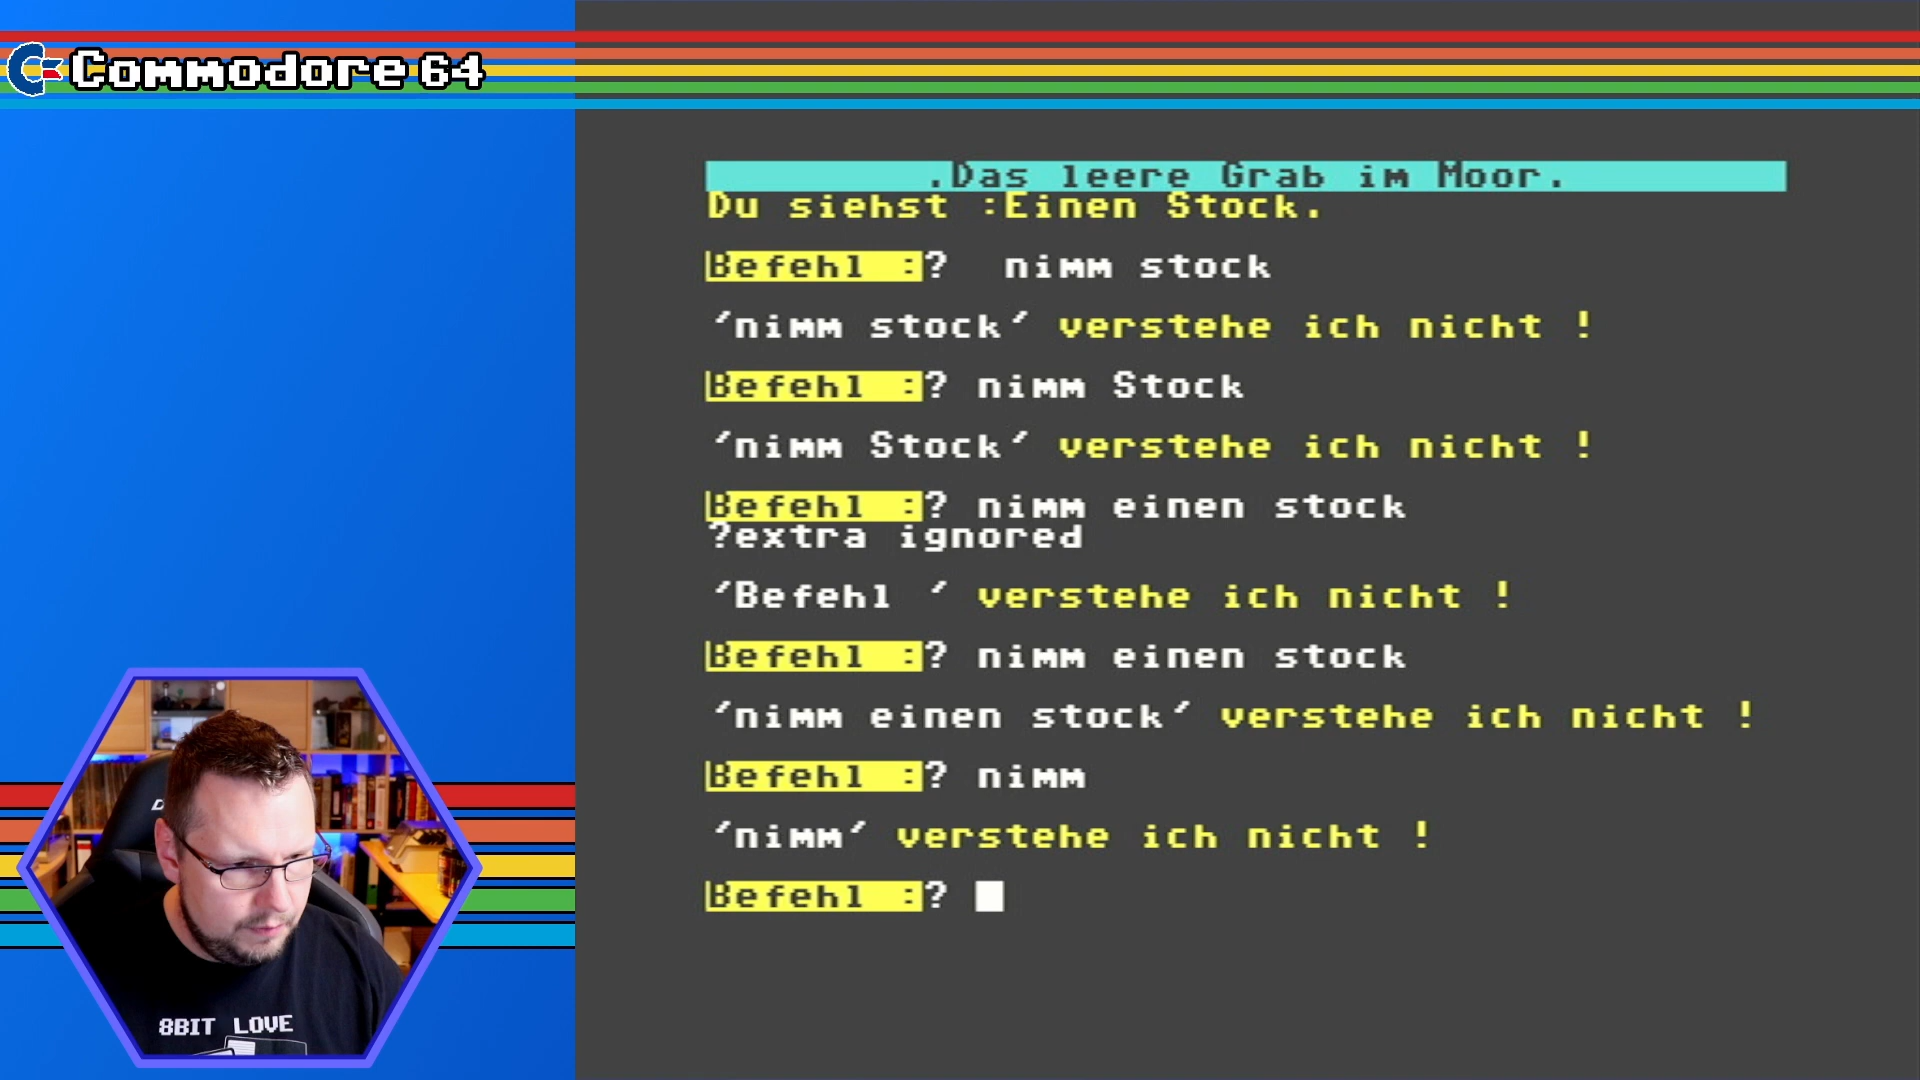 Commodore 64
.Das leere Grab im Moor.
Du siehst :Einen Stock.
Befehl :?  nimm stock
'nimm stock' verstehe ich nicht !
Befehl :? nimm Stock
'nimm Stock' verstehe ich nicht !
Befehl :? nimm einen stock
?extra ignored
'Befehl ' verstehe ich nicht !
Befehl :? nimm einen stock
'nimm einen stock' verstehe ich nicht !
Befehl :? nimm
'nimm' verstehe ich nicht !
Befehl :?
8BIT LOVE